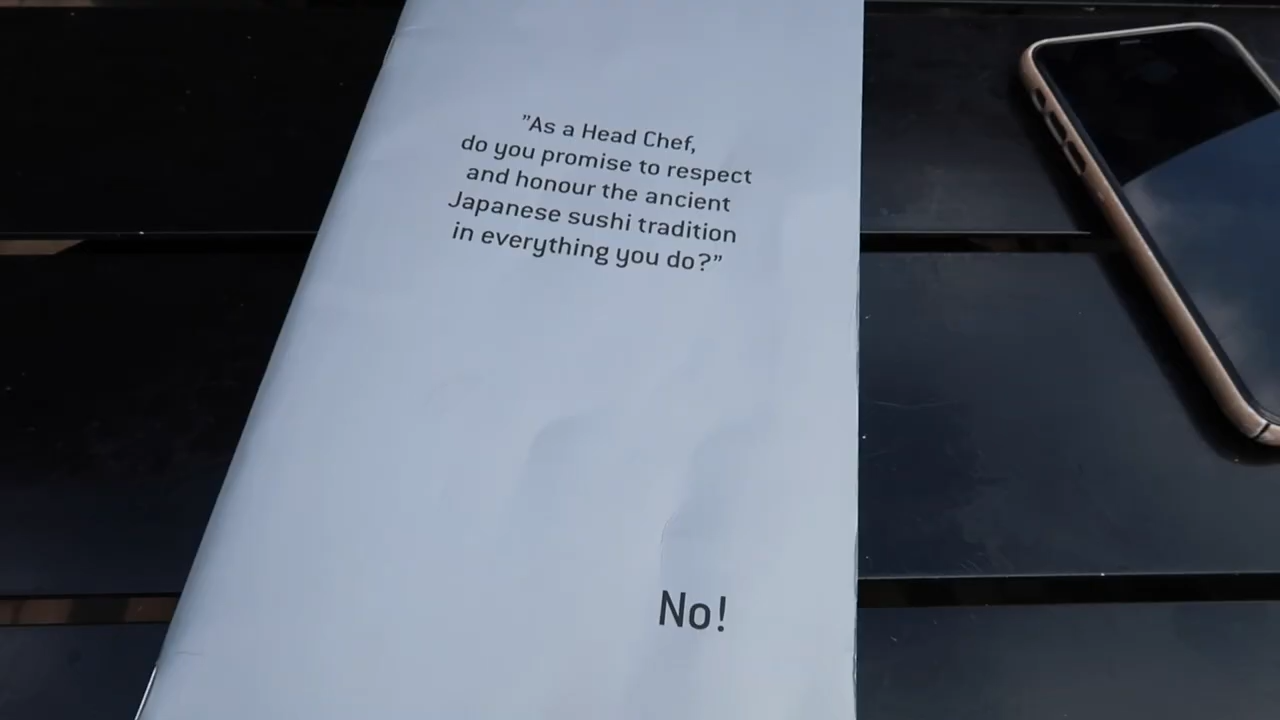 ”As a Head Chef,
do you promise to respect
and honour the ancient
Japanese sushi tradition
in everything you do?”
No!